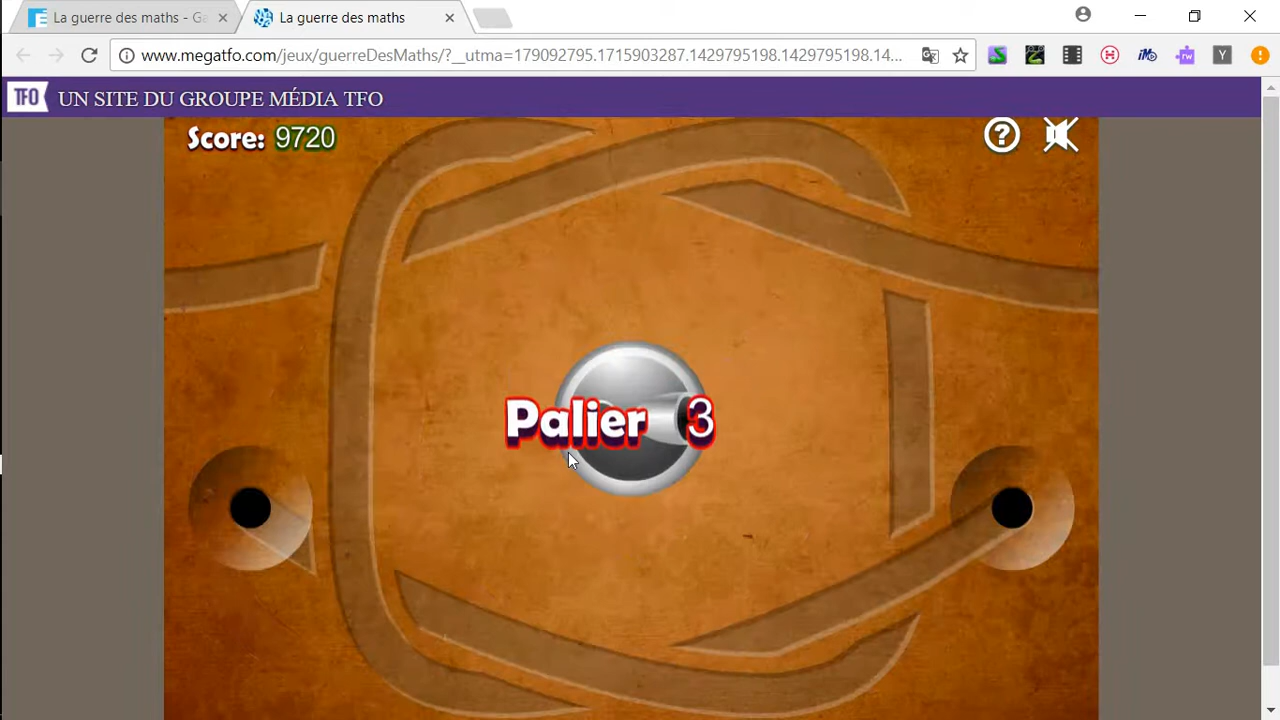 La guerre des maths - Ga
La guerre des maths
www.megatfo.com/jeux/guerreDesMaths/?__utma=179092795.1715903287.1429795198.1429795198.14...
TFO UN SITE DU GROUPE MÉDIA TFO
Score: 9720
?
Palier 3